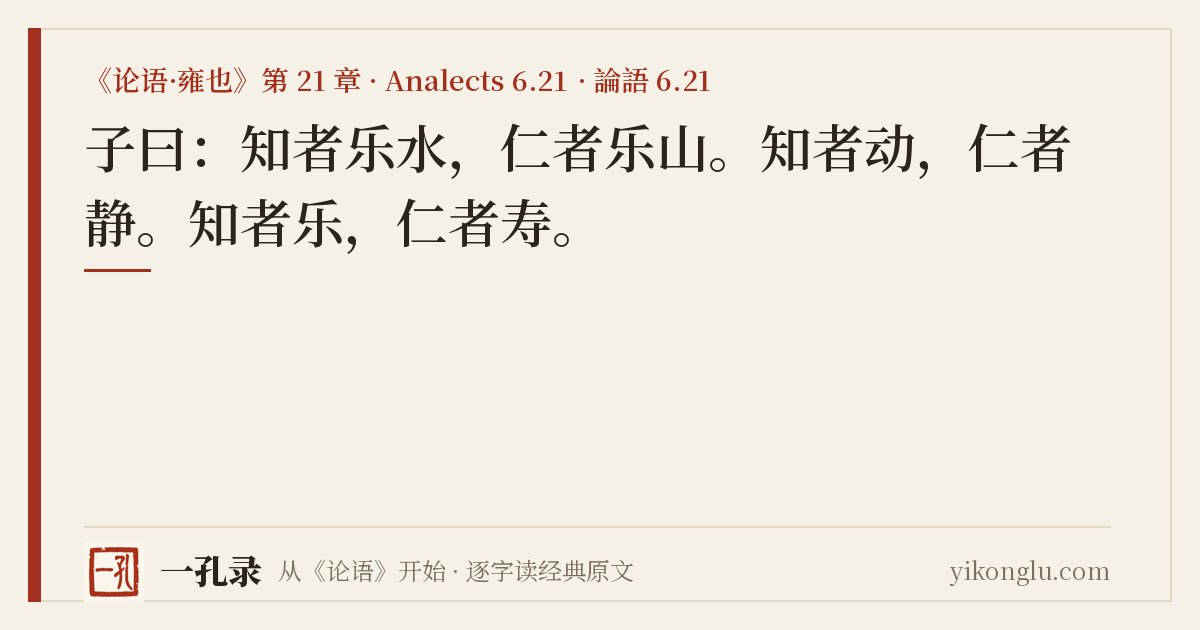 《论语·雍也》第 21 章 · Analects 6.21 · 論語 6.21
子曰：知者乐水，仁者乐山。知者动，仁者
静。知者乐，仁者寿。
一孔
一孔录 从《论语》开始 · 逐字读经典原文 yikonglu.com